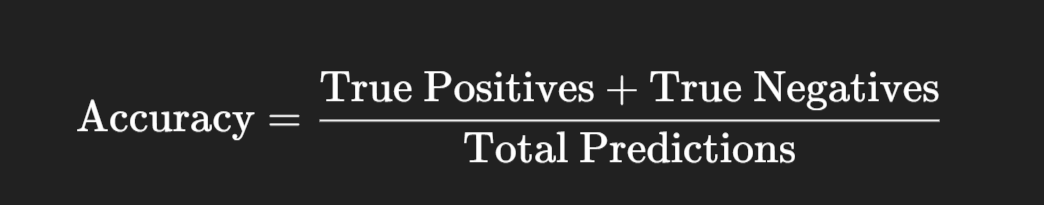 Accuracy = True Positives + True Negatives
Total Predictions